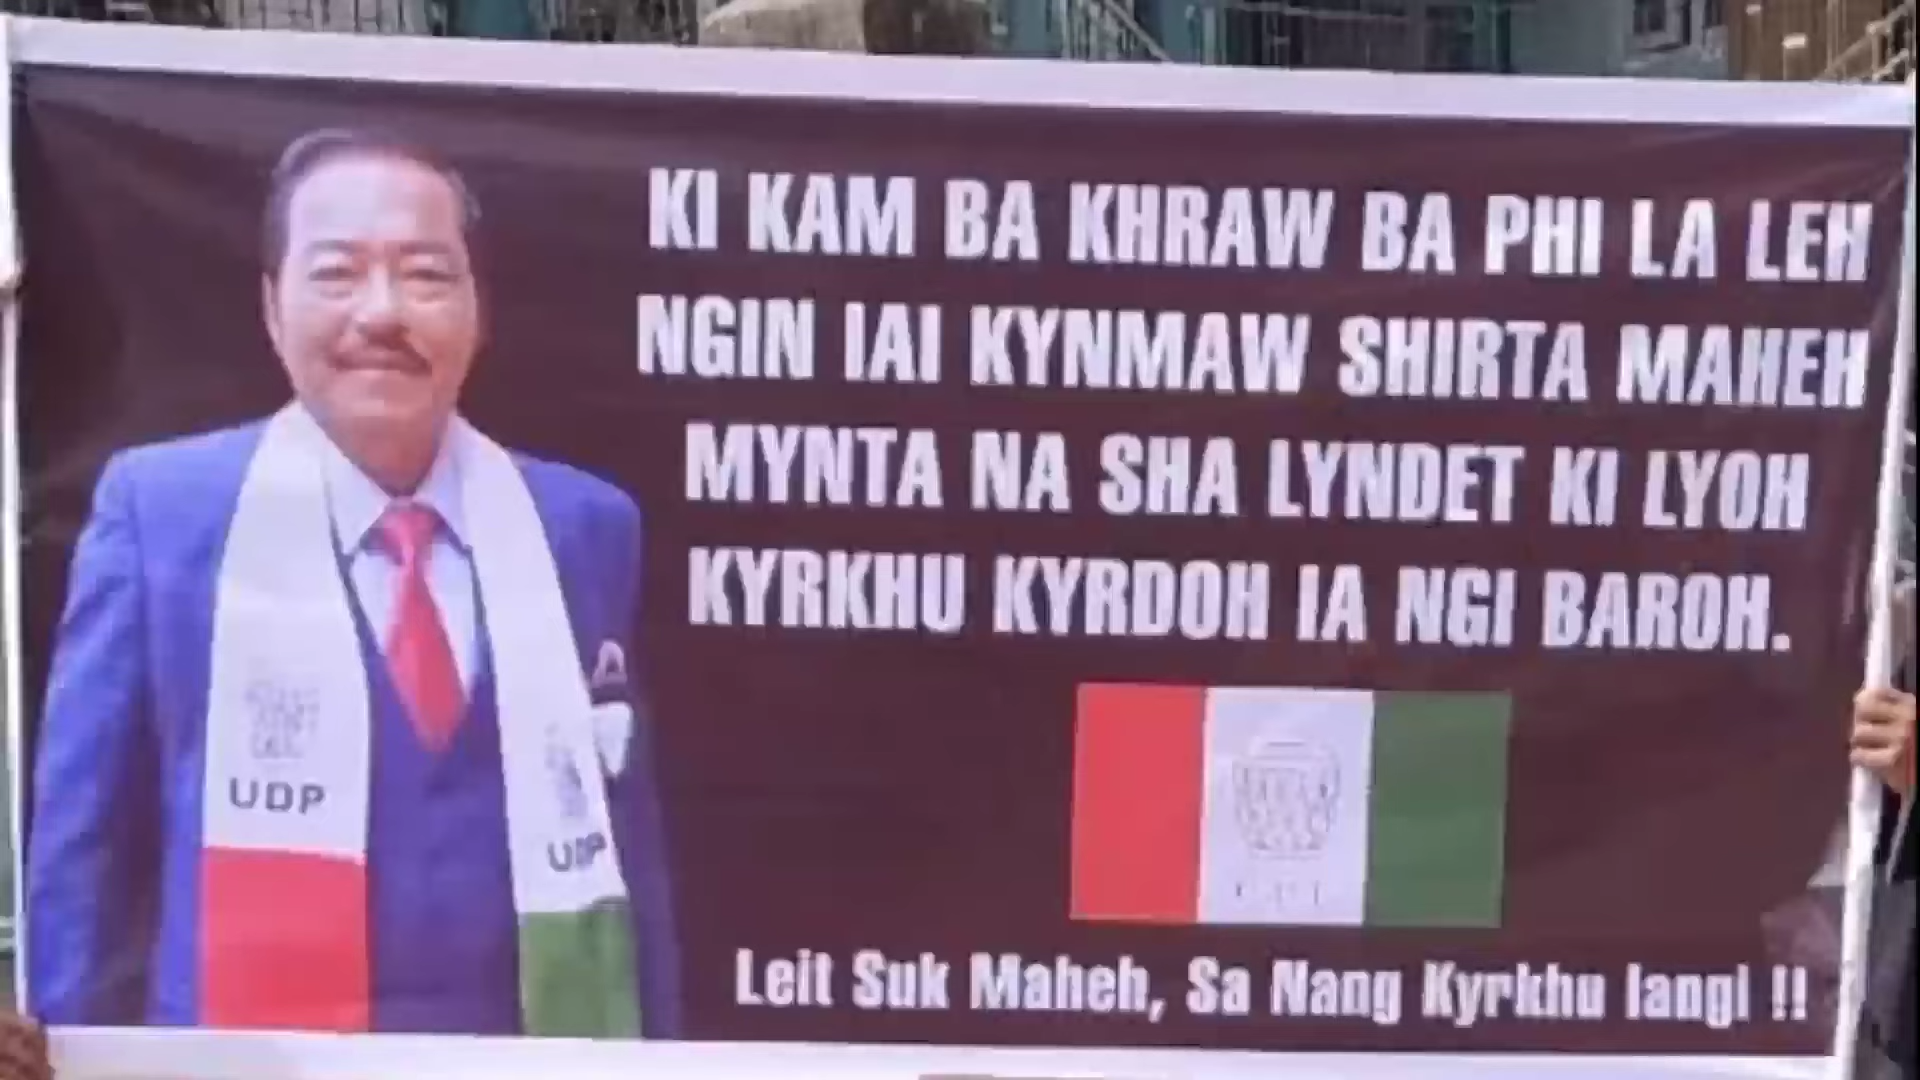 KI KAM BA KHRAW BA PHI LA LEH
NGIN IAI KYNMAW SHIRTA MAHEH
MYNTA NA SHA LYNDET KI LYOH
KYRKHU KYRDOH IA NGI BAROH.
UDP
UDP
Leit Suk Maheh, Sa Nang Kyrkhu Iangi !!